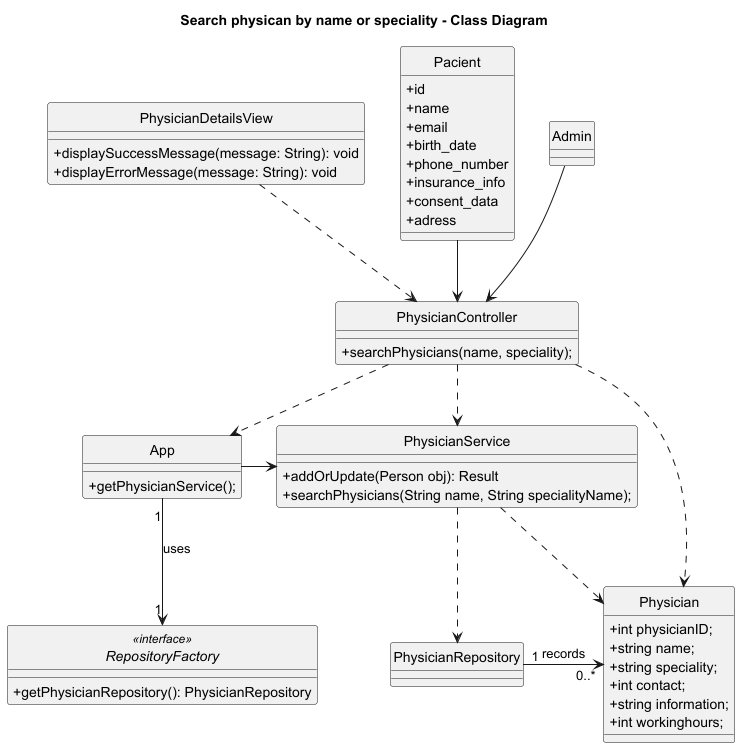 Search physican by name or speciality - Class Diagram
Pacient
+id
+name
+email
+birth_date
+phone_number
+insurance_info
+consent_data
+adress
PhysicianDetailsView
+displaySuccessMessage(message: String): void
+displayErrorMessage(message: String): void
Admin
PhysicianController
+searchPhysicians(name, speciality);
App
+getPhysicianService();
PhysicianService
+addOrUpdate(Person obj): Result
+searchPhysicians(String name, String specialityName);
1
uses
1
«interface»
RepositoryFactory
+getPhysicianRepository(): PhysicianRepository
PhysicianRepository
1
records
0..*
Physician
+int physicianID;
+string name;
+string speciality;
+int contact;
+string information;
+int workinghours;